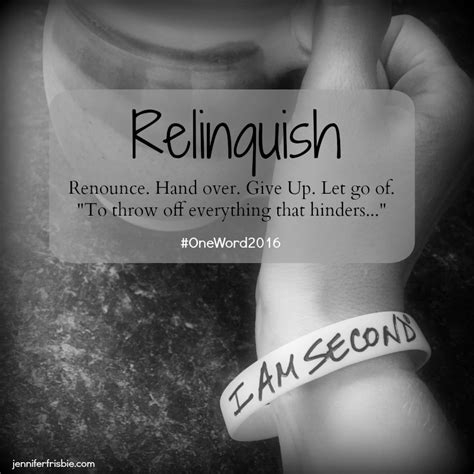 Relinquish
Renounce. Hand over. Give Up. Let go of.
"To throw off everything that hinders..."
#OneWord2016
I AM SECOND
jenniferfrisbie.com